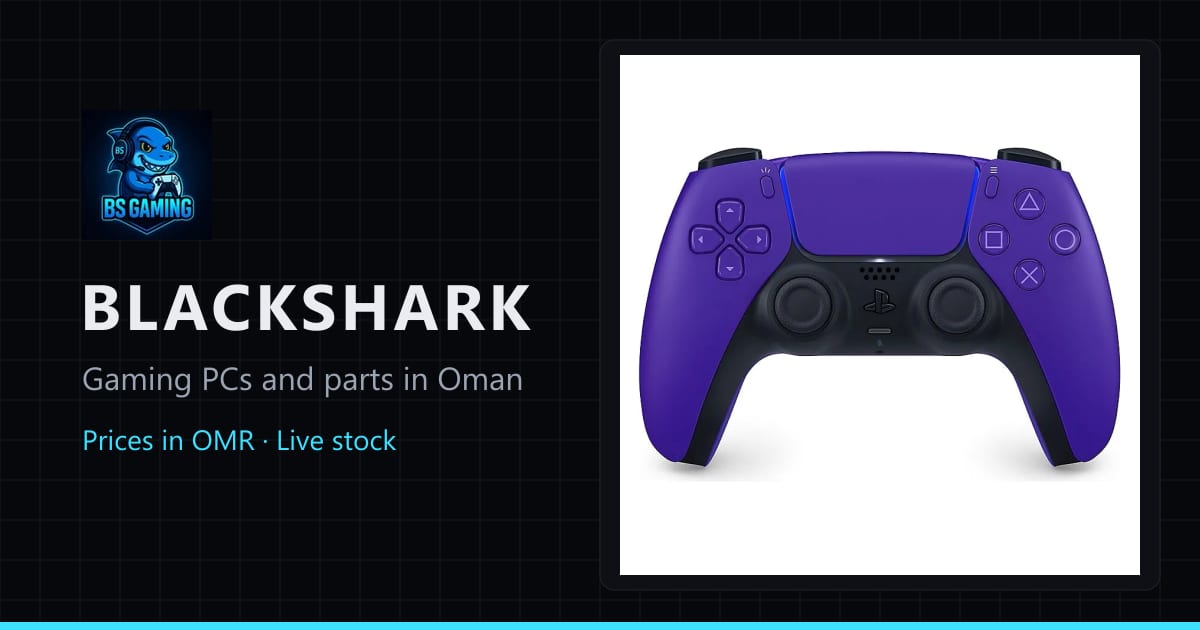 BS
BS GAMING
BLACKSHARK
Gaming PCs and parts in Oman
Prices in OMR · Live stock